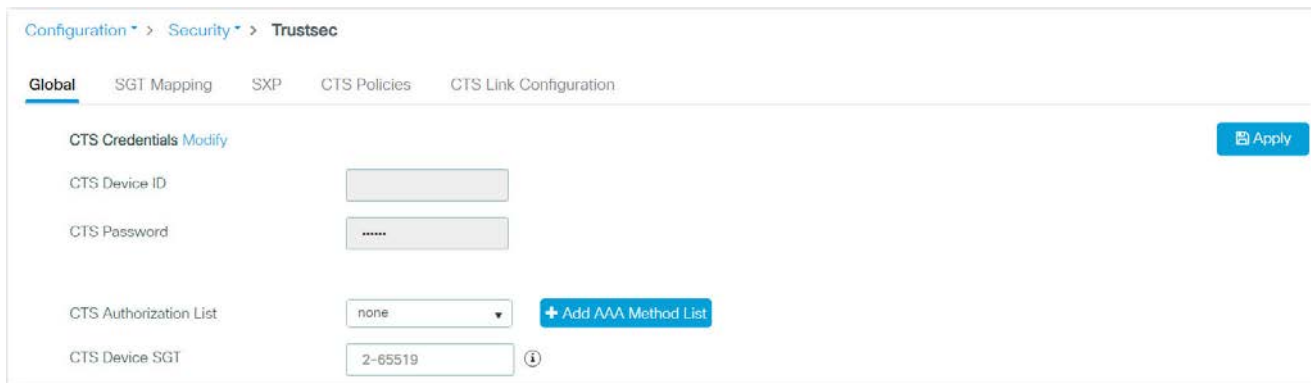 Configuration > Security > Trustsec
Global SGT Mapping SXP CTS Policies CTS Link Configuration
CTS Credentials Modify
Apply
CTS Device ID
CTS Password ••••••
CTS Authorization List none + Add AAA Method List
CTS Device SGT 2-65519